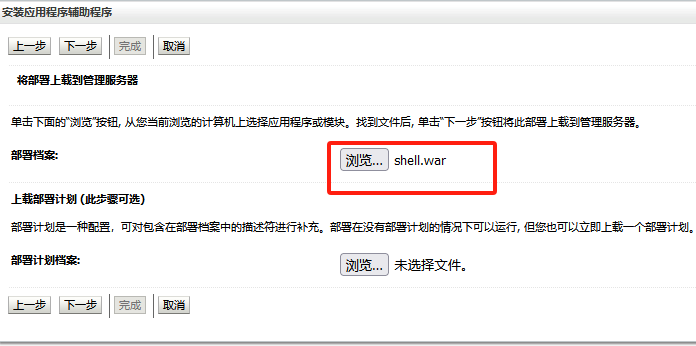 安装应用程序辅助程序
上一步 下一步 完成 取消
将部署上载到管理服务器
单击下面的"浏览"按钮, 从您当前浏览的计算机上选择应用程序或模块。找到文件后, 单击"下一步"按钮将此部署上载到管理服务器。
部署档案: 浏览... shell.war
上载部署计划 (此步骤可选)
部署计划是一种配置，可对包含在部署档案中的描述符进行补充。部署在没有部署计划的情况下可以运行, 但您也可以立即上载一个部署计划。
部署计划档案: 浏览... 未选择文件。
上一步 下一步 完成 取消